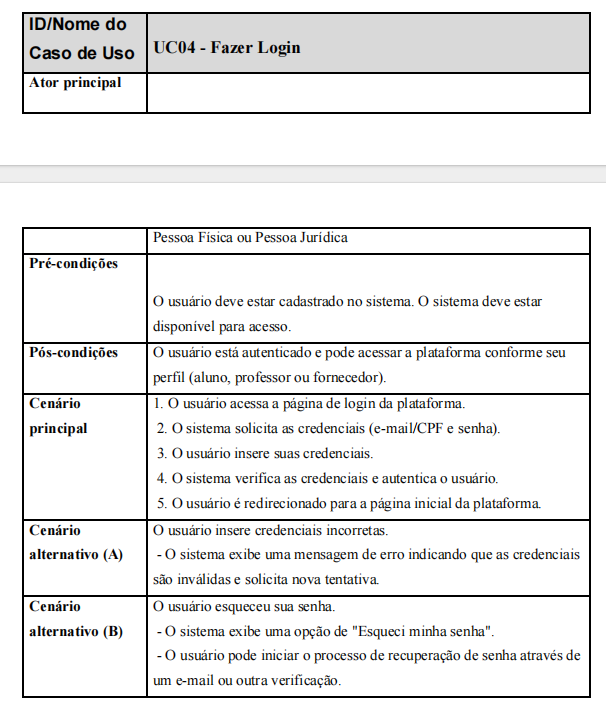 ID/Nome do
Caso de Uso
UC04 - Fazer Login
Ator principal
Pessoa Física ou Pessoa Jurídica
Pré-condições
O usuário deve estar cadastrado no sistema. O sistema deve estar
disponível para acesso.
Pós-condições
O usuário está autenticado e pode acessar a plataforma conforme seu
perfil (aluno, professor ou fornecedor).
Cenário
principal
1. O usuário acessa a página de login da plataforma.
2. O sistema solicita as credenciais (e-mail/CPF e senha).
3. O usuário insere suas credenciais.
4. O sistema verifica as credenciais e autentica o usuário.
5. O usuário é redirecionado para a página inicial da plataforma.
Cenário
alternativo (A)
O usuário insere credenciais incorretas.
- O sistema exibe uma mensagem de erro indicando que as credenciais
são inválidas e solicita nova tentativa.
Cenário
alternativo (B)
O usuário esqueceu sua senha.
- O sistema exibe uma opção de "Esqueci minha senha".
- O usuário pode iniciar o processo de recuperação de senha através de
um e-mail ou outra verificação.